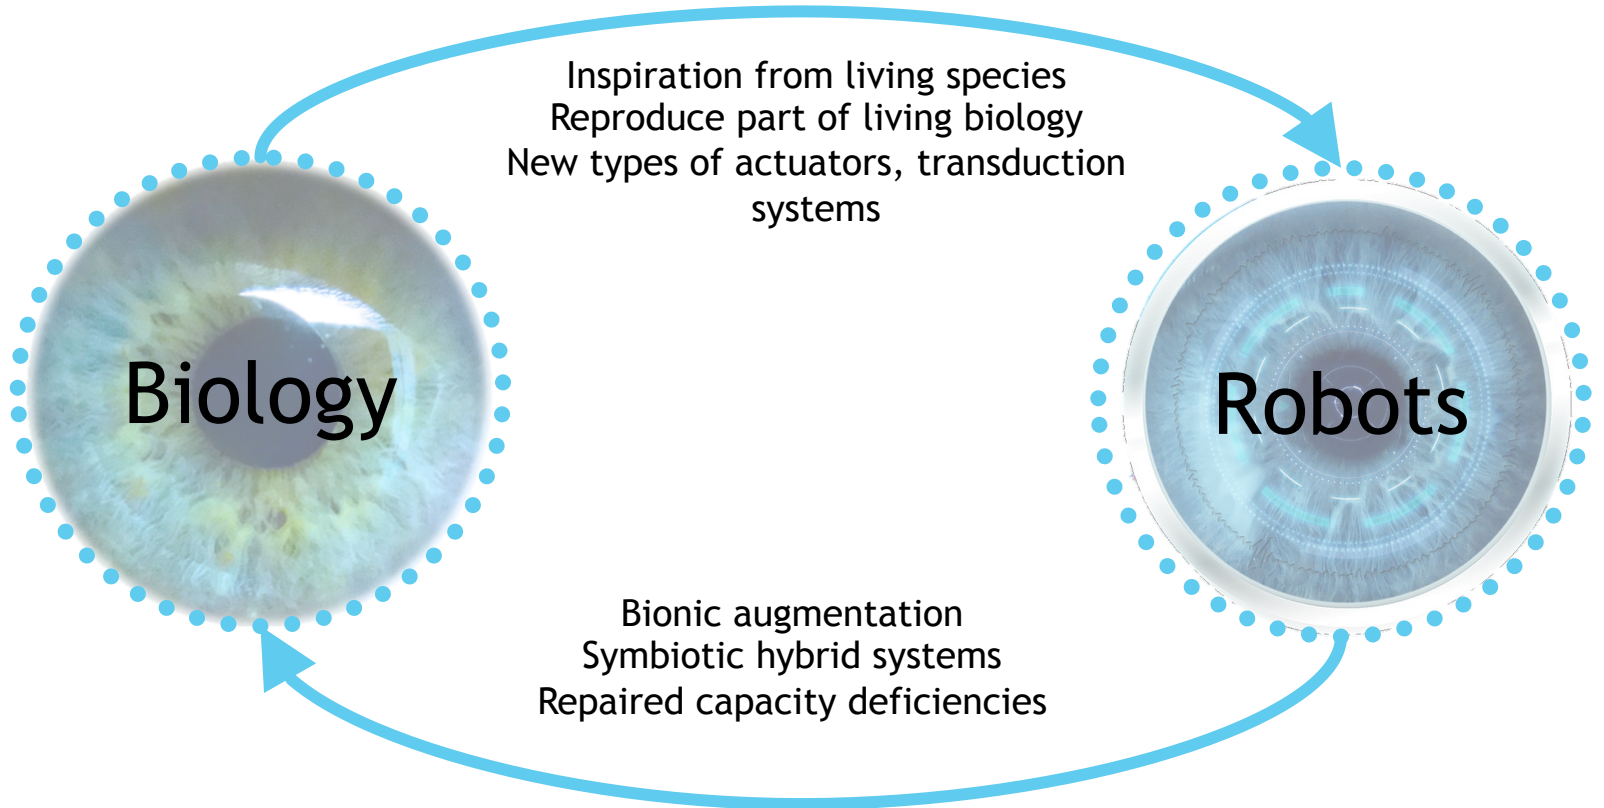 Inspiration from living species
Reproduce part of living biology
New types of actuators, transduction
systems
Biology
Robots
Bionic augmentation
Symbiotic hybrid systems
Repaired capacity deficiencies